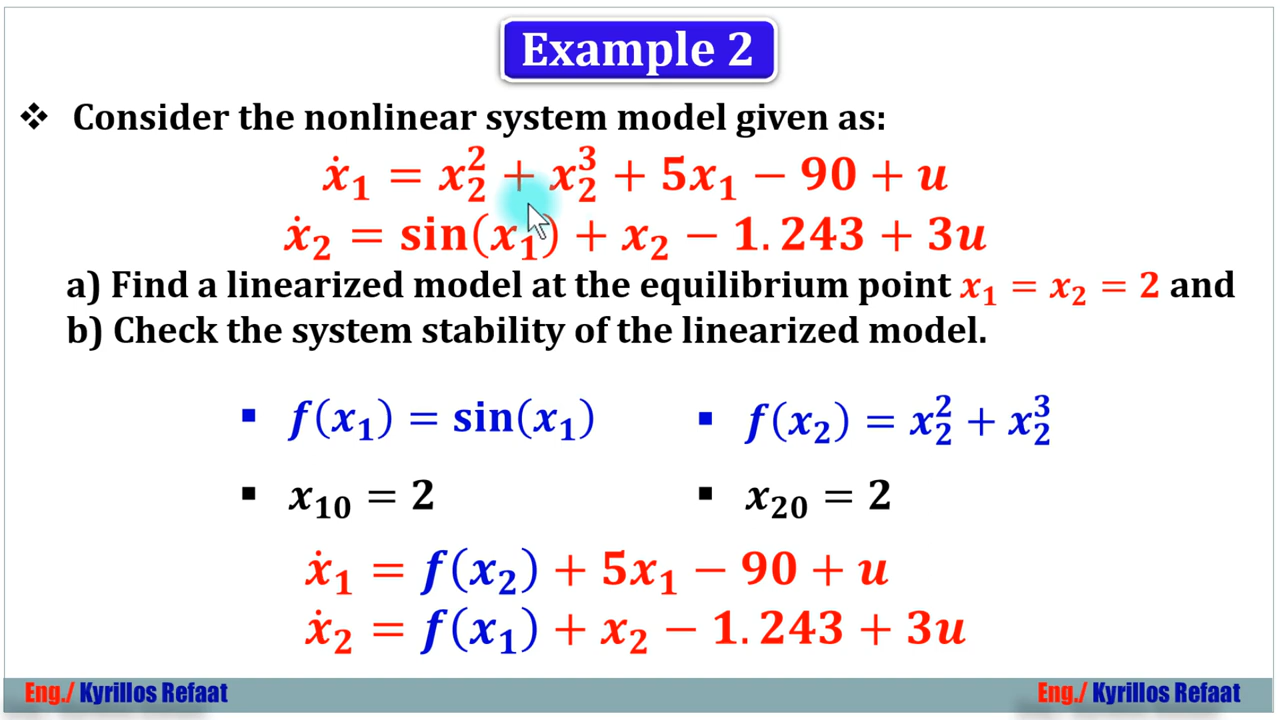 Example 2
❖ Consider the nonlinear system model given as:
ẋ₁ = x₂² + x₂³ + 5x₁ − 90 + u
ẋ₂ = sin(x₁) + x₂ − 1.243 + 3u
a) Find a linearized model at the equilibrium point x₁ = x₂ = 2 and
b) Check the system stability of the linearized model.
▪ f(x₁) = sin(x₁) ▪ f(x₂) = x₂² + x₂³
▪ x₁₀ = 2 ▪ x₂₀ = 2
ẋ₁ = f(x₂) + 5x₁ − 90 + u
ẋ₂ = f(x₁) + x₂ − 1.243 + 3u
Eng./ Kyrillos Refaat Eng./ Kyrillos Refaat